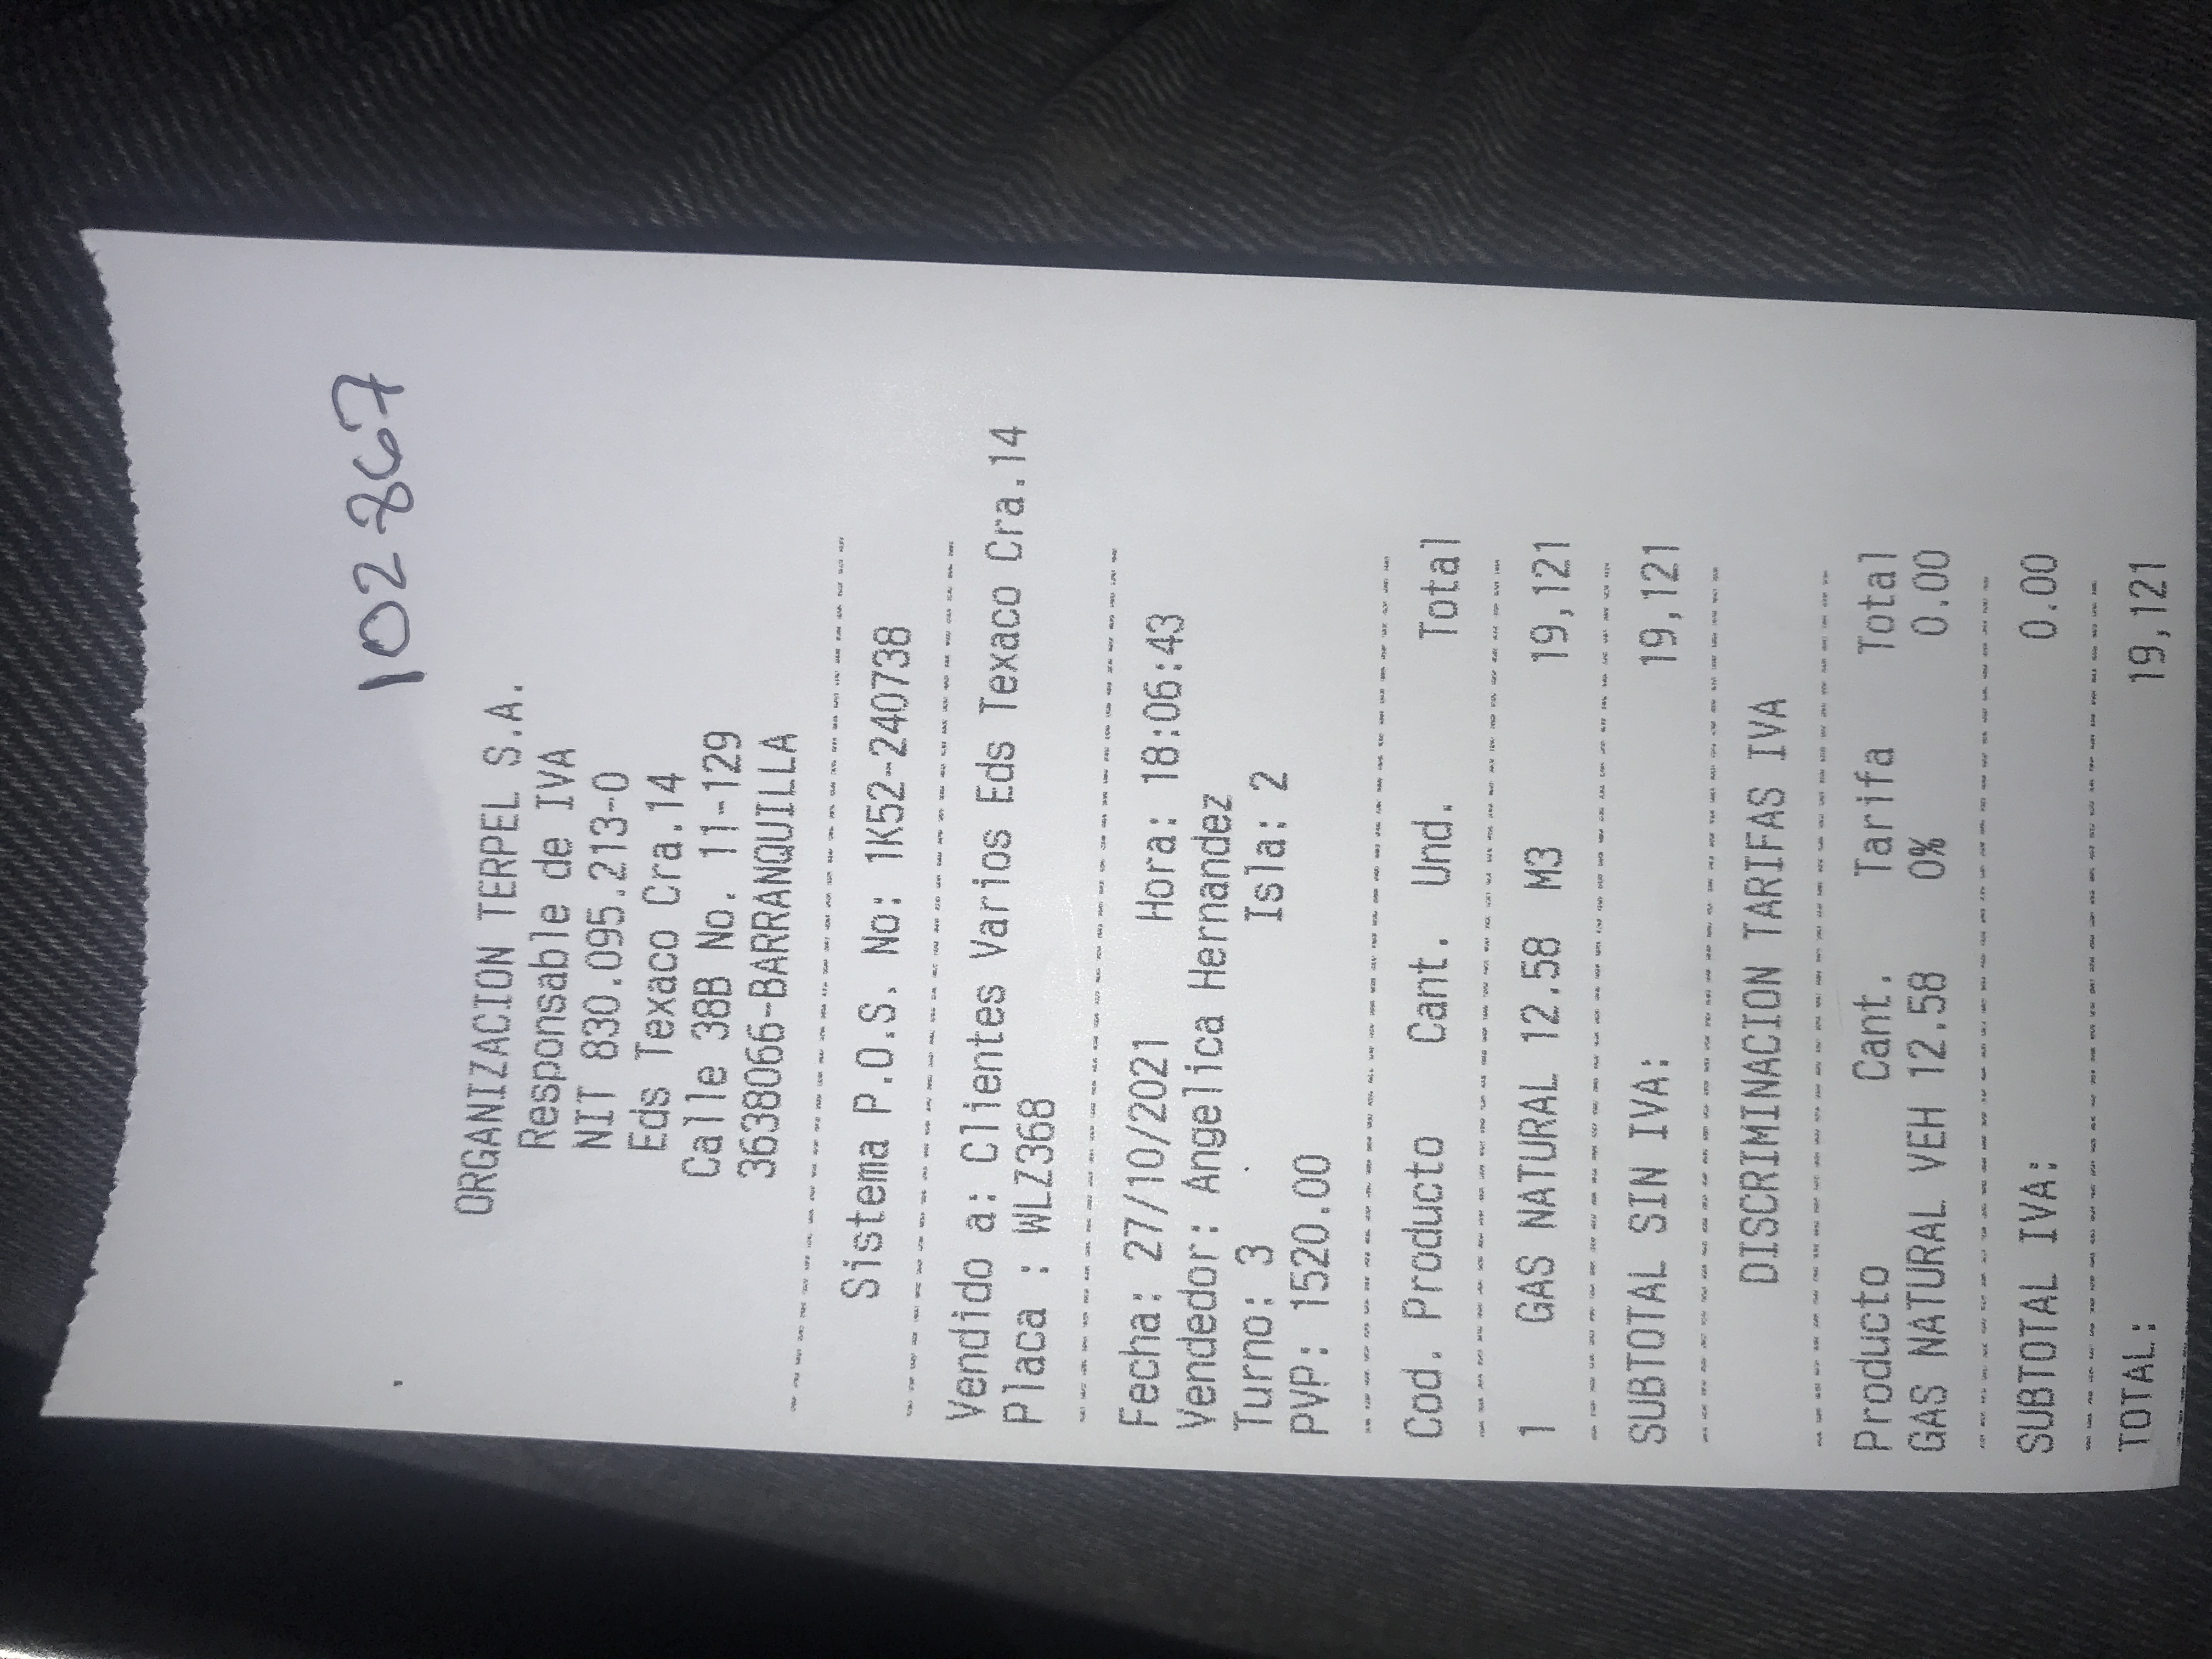 102867
ORGANIZACION TERPEL S.A.
Responsable de IVA
NIT 830.095.213-0
Eds Texaco Cra.14
Calle 38B No. 11-129
3638066-BARRANQUILLA
Sistema P.O.S. No: 1K52-240738
Vendido a: Clientes Varios Eds Texaco Cra.14
Placa : WLZ368
Fecha: 27/10/2021 Hora: 18:06:43
Vendedor: Angelica Hernandez
Turno: 3 Isla: 2
PVP: 1520.00
Cod. Producto Cant. Und. Total
1 GAS NATURAL 12.58 M3 19,121
SUBTOTAL SIN IVA: 19,121
DISCRIMINACION TARIFAS IVA
Producto Cant. Tarifa Total
GAS NATURAL VEH 12.58 0% 0.00
SUBTOTAL IVA: 0.00
TOTAL: 19,121